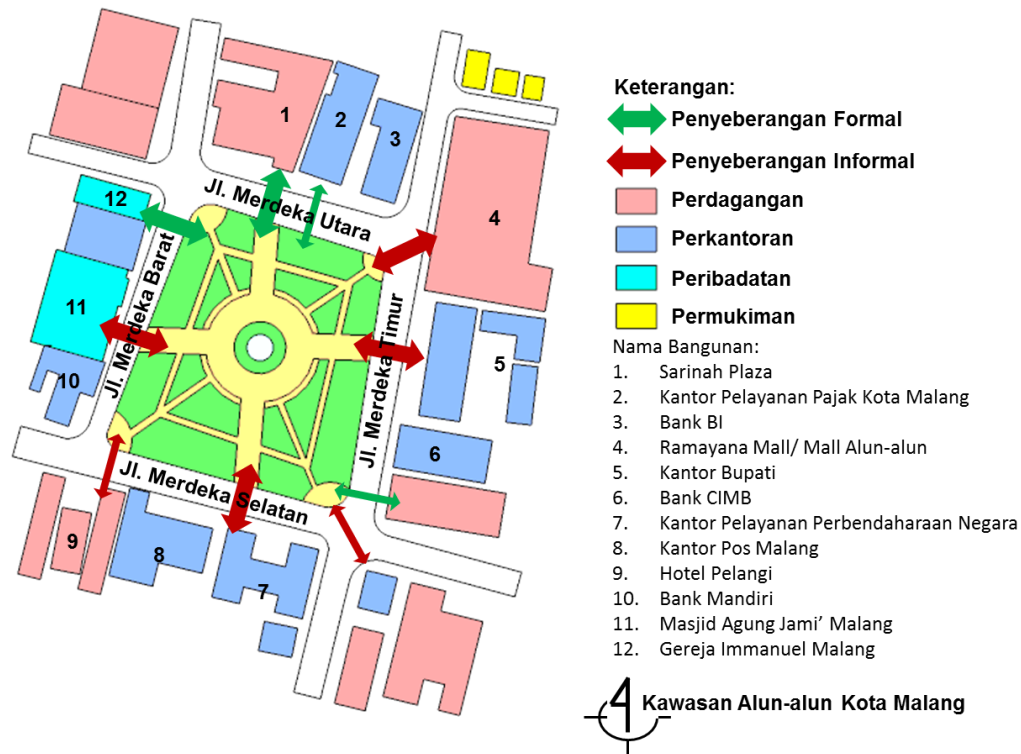 1
2
3
Jl. Merdeka Utara
12
4
Jl. Merdeka Barat
11
Jl. Merdeka Timur
5
10
6
Jl. Merdeka Selatan
9
8
7
Keterangan:
Penyeberangan Formal
Penyeberangan Informal
Perdagangan
Perkantoran
Peribadatan
Permukiman
Nama Bangunan:
1. Sarinah Plaza
2. Kantor Pelayanan Pajak Kota Malang
3. Bank BI
4. Ramayana Mall/ Mall Alun-alun
5. Kantor Bupati
6. Bank CIMB
7. Kantor Pelayanan Perbendaharaan Negara
8. Kantor Pos Malang
9. Hotel Pelangi
10. Bank Mandiri
11. Masjid Agung Jami’ Malang
12. Gereja Immanuel Malang
Kawasan Alun-alun Kota Malang